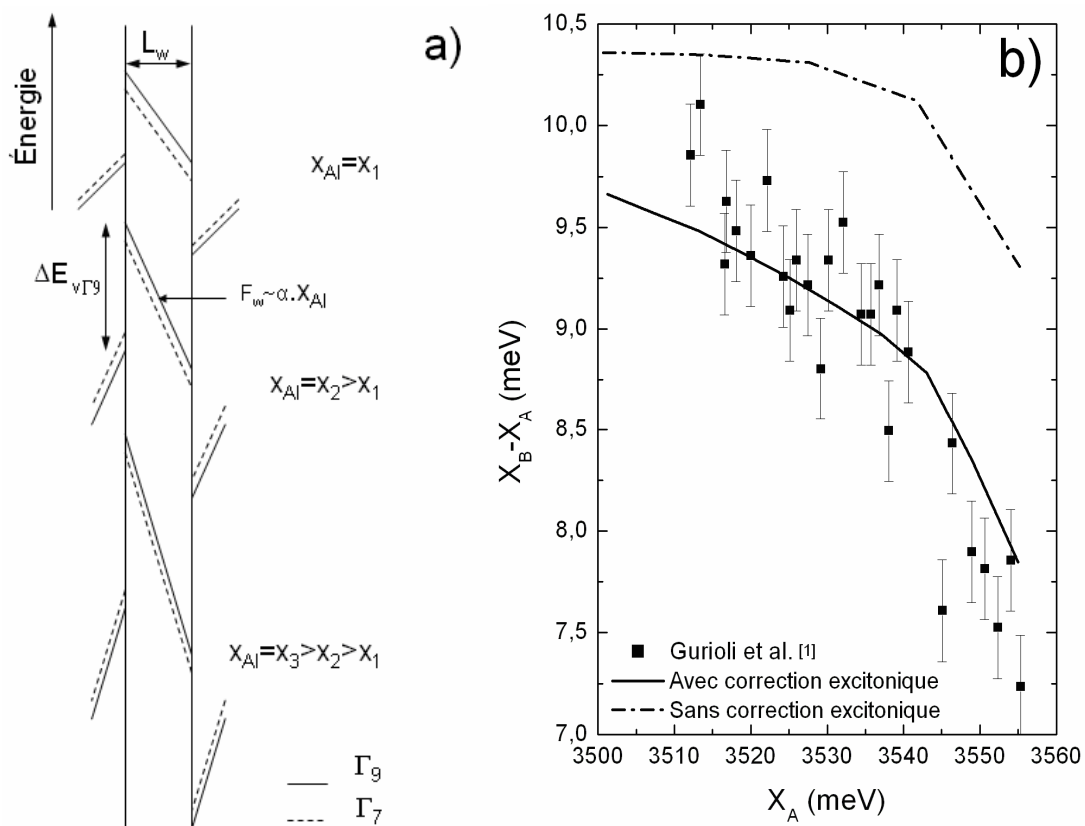 a)
Énergie
L_w
X_Al=X_1
ΔE_vΓ9
F_w~α.X_Al
X_Al=X_2>X_1
X_Al=X_3>X_2>X_1
Γ_9
Γ_7
b)
10,5
10,0
9,5
9,0
8,5
8,0
7,5
7,0
X_B-X_A (meV)
Gurioli et al. [1]
Avec correction excitonique
Sans correction excitonique
3500 3510 3520 3530 3540 3550 3560
X_A (meV)